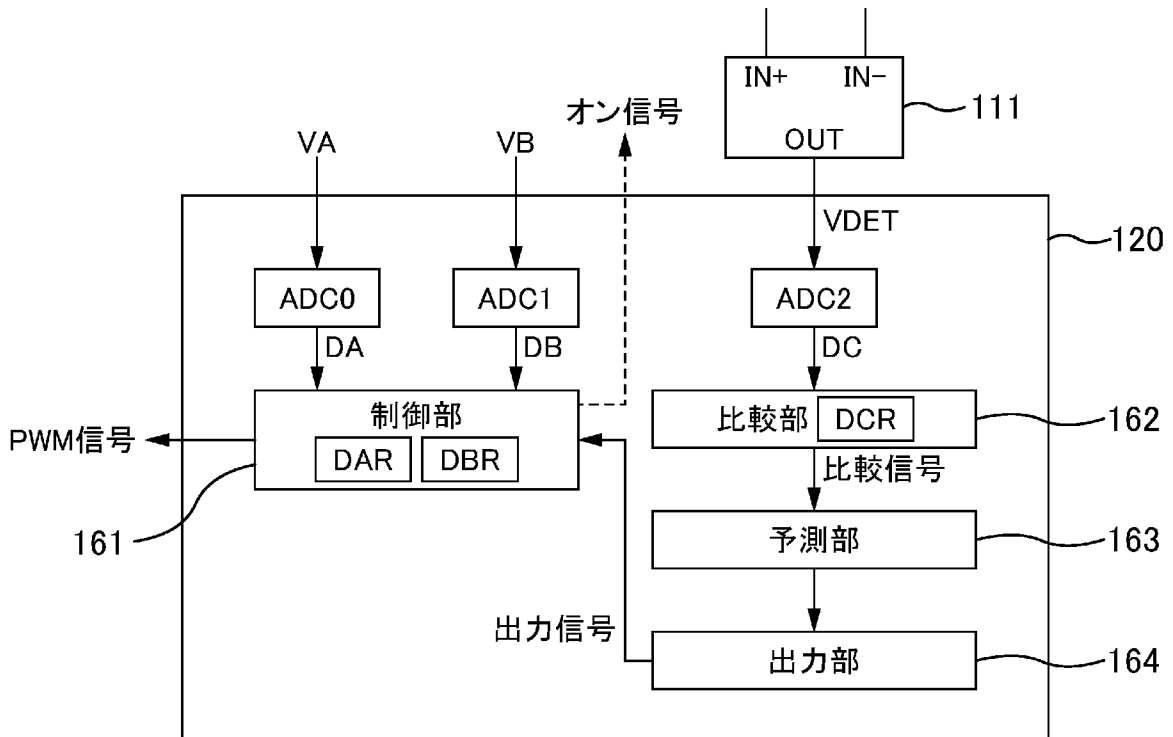 IN+ IN-
111
OUT
オン信号
VA
VB
VDET
120
ADC0
ADC1
ADC2
DA
DB
DC
制御部
DAR
DBR
比較部
DCR
162
PWM信号
比較信号
161
予測部
163
出力信号
出力部
164